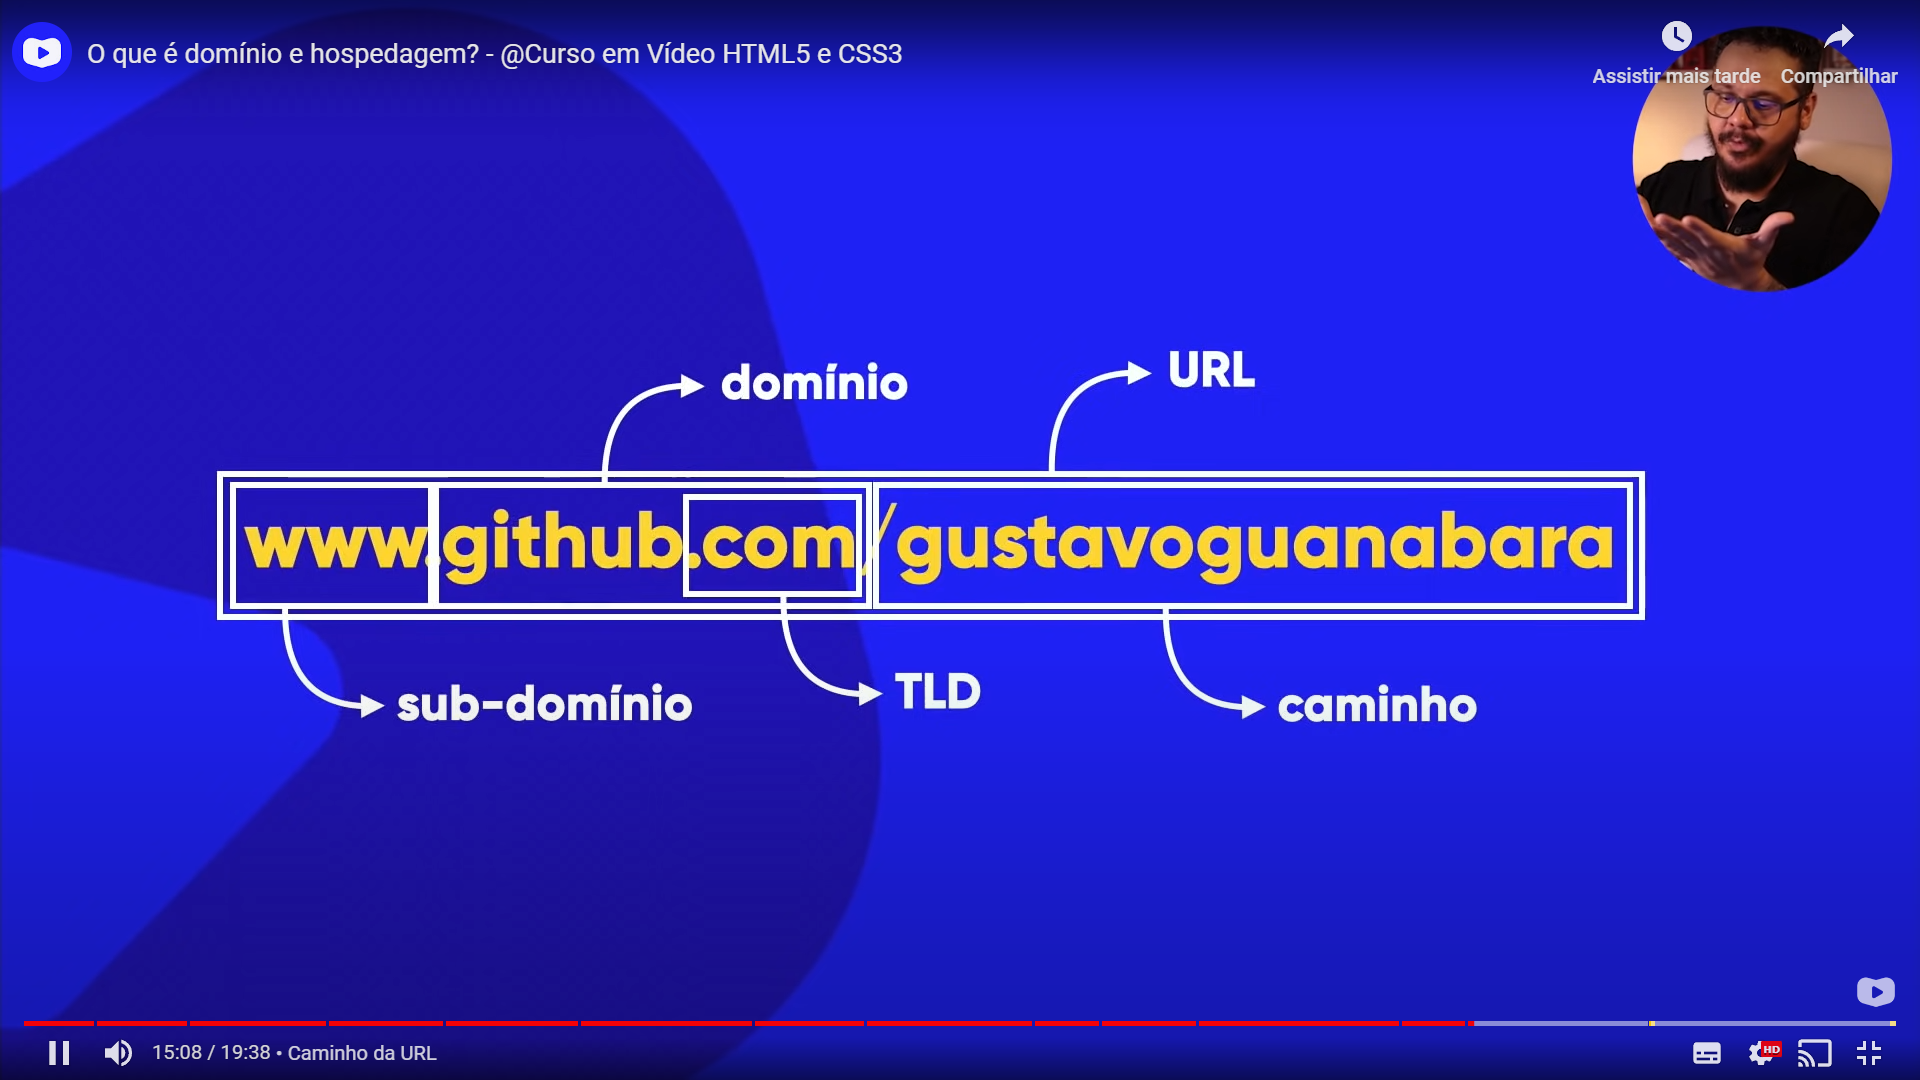 O que é domínio e hospedagem? - @Curso em Vídeo HTML5 e CSS3
Assistir mais tarde
Compartilhar
domínio
URL
www.github.com/gustavoguanabara
sub-domínio
TLD
caminho
15:08 / 19:38 • Caminho da URL
HD